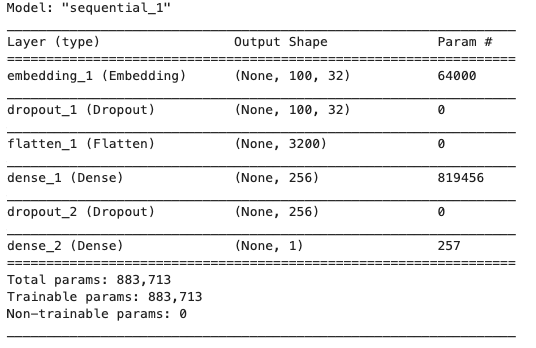 Model: "sequential_1"
Layer (type) Output Shape Param #
embedding_1 (Embedding) (None, 100, 32) 64000
dropout_1 (Dropout) (None, 100, 32) 0
flatten_1 (Flatten) (None, 3200) 0
dense_1 (Dense) (None, 256) 819456
dropout_2 (Dropout) (None, 256) 0
dense_2 (Dense) (None, 1) 257
Total params: 883,713
Trainable params: 883,713
Non-trainable params: 0